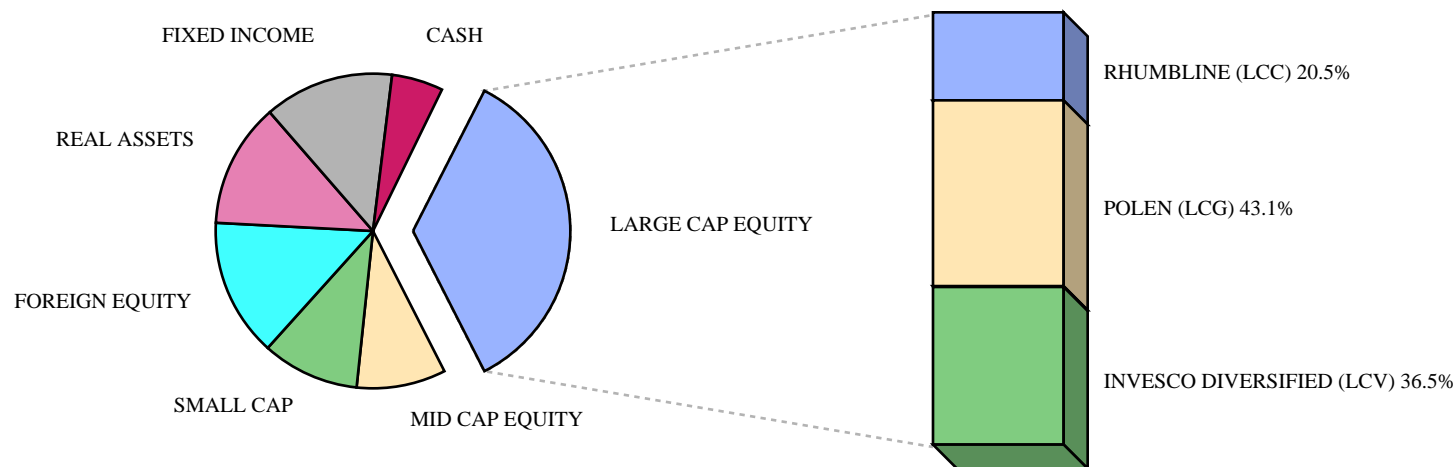 FIXED INCOME
CASH
RHUMBLINE (LCC) 20.5%
REAL ASSETS
POLEN (LCG) 43.1%
LARGE CAP EQUITY
FOREIGN EQUITY
INVESCO DIVERSIFIED (LCV) 36.5%
SMALL CAP
MID CAP EQUITY